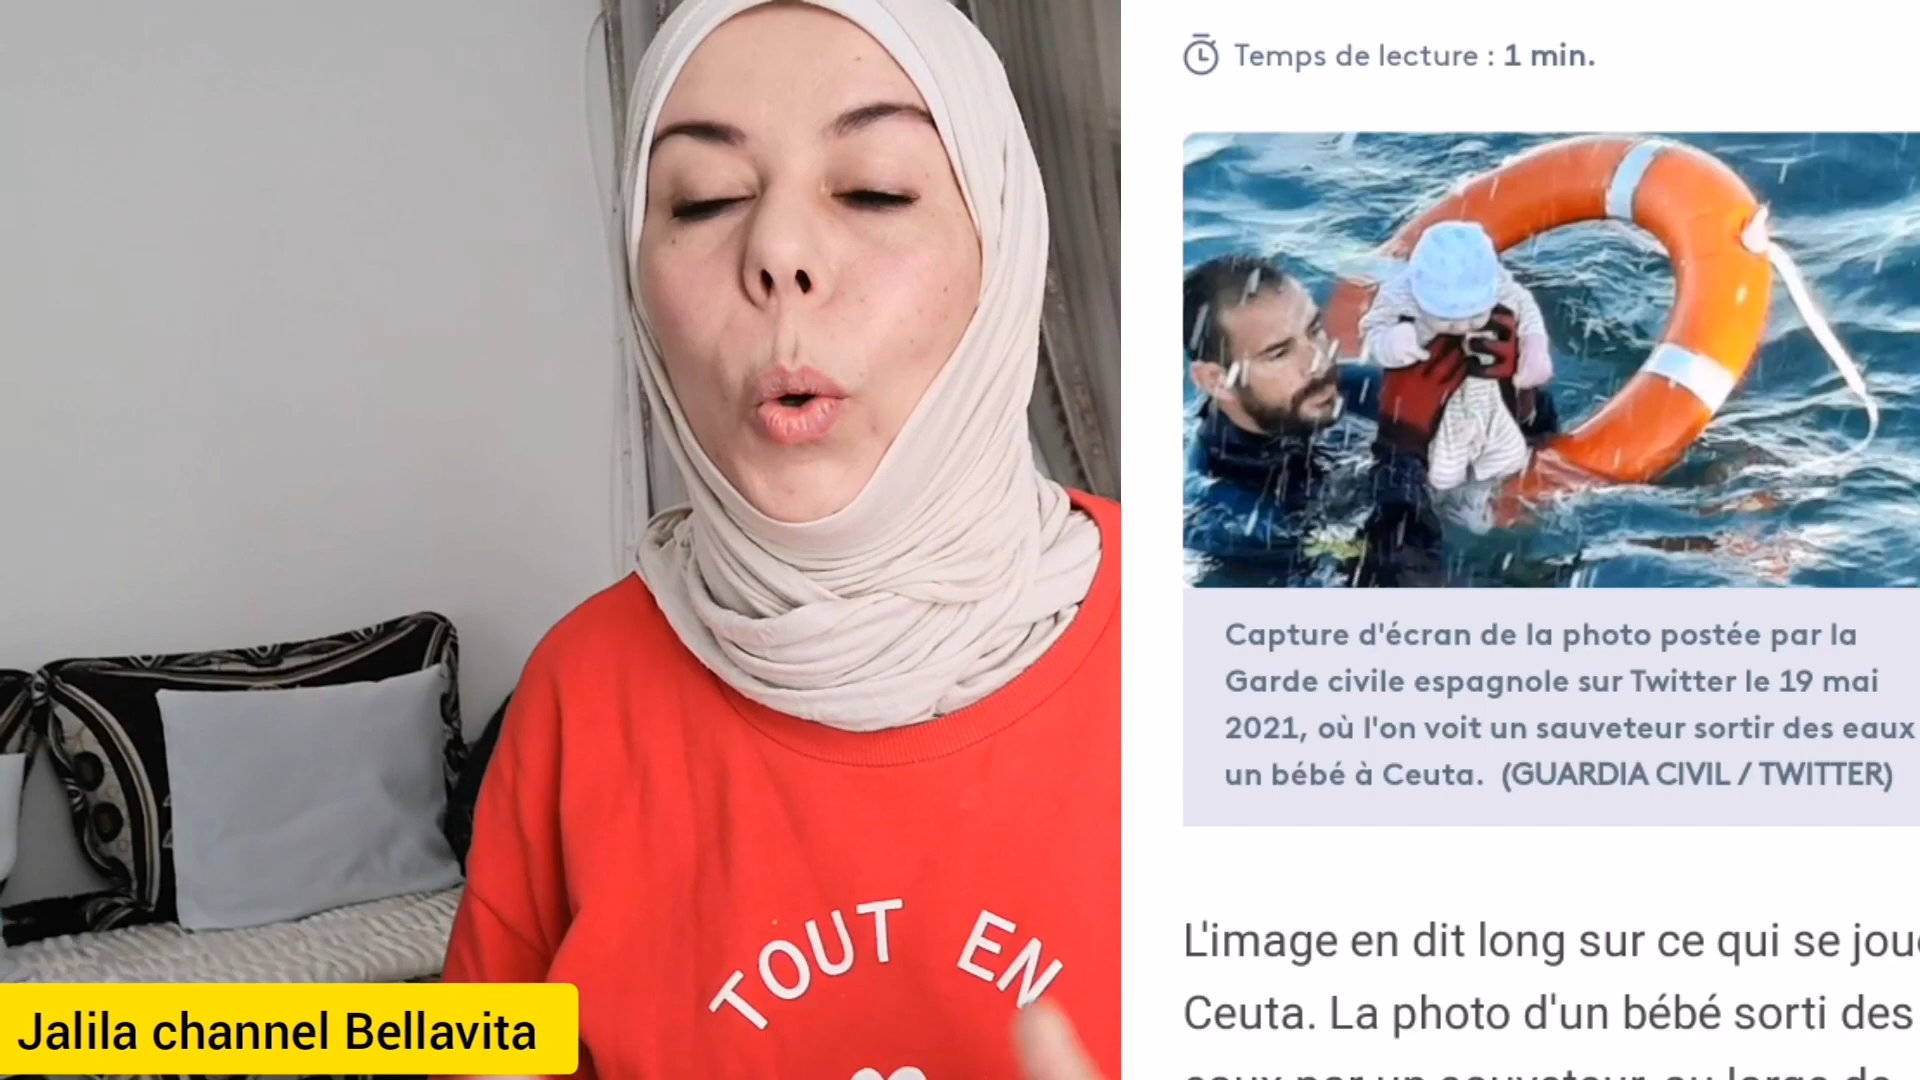 Temps de lecture : 1 min.
Capture d'écran de la photo postée par la
Garde civile espagnole sur Twitter le 19 mai
2021, où l'on voit un sauveteur sortir des eaux
un bébé à Ceuta. (GUARDIA CIVIL / TWITTER)
L'image en dit long sur ce qui se
Ceuta. La photo d'un bébé sorti des
TOUT EN
Jalila channel Bellavita